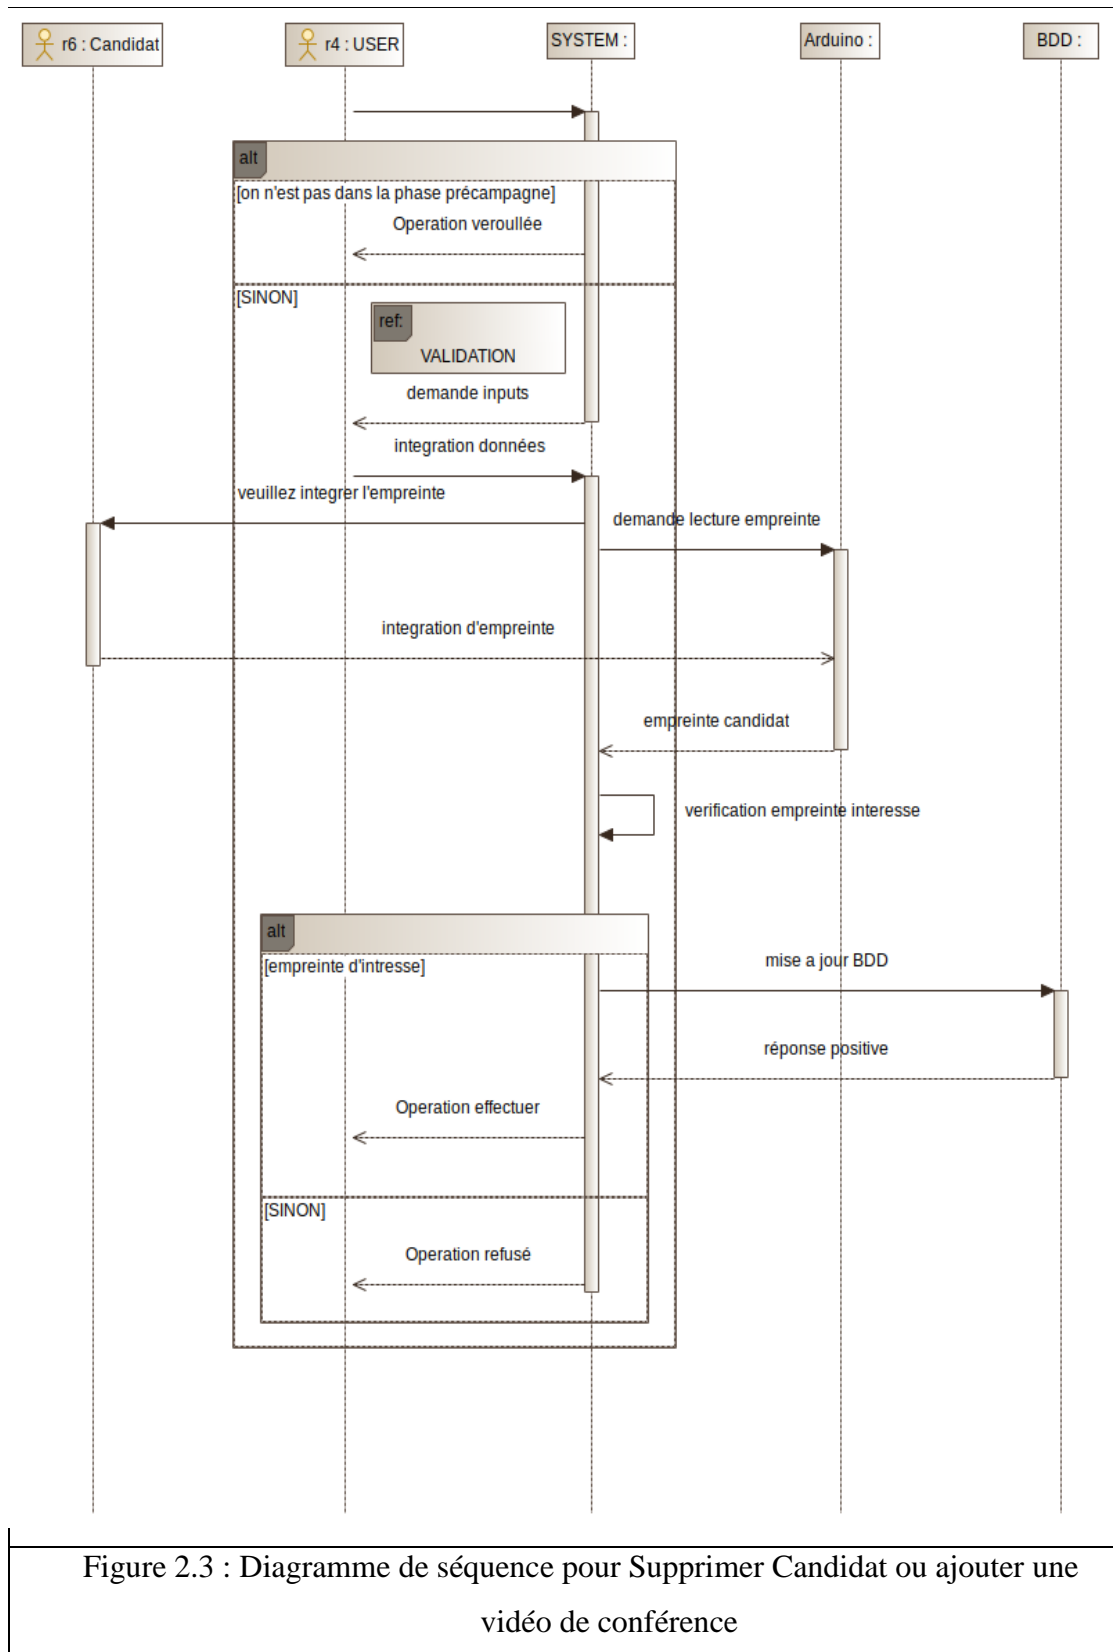 r6 : Candidat
r4 : USER
SYSTEM :
Arduino :
BDD :
alt
[on n'est pas dans la phase précampagne]
Operation veroullée
[SINON]
ref:
VALIDATION
demande inputs
integration données
veuillez integrer l'empreinte
demande lecture empreinte
integration d'empreinte
empreinte candidat
verification empreinte interesse
alt
[empreinte d'intresse]
mise a jour BDD
réponse positive
Operation effectuer
[SINON]
Operation refusé
Figure 2.3 : Diagramme de séquence pour Supprimer Candidat ou ajouter une
vidéo de conférence